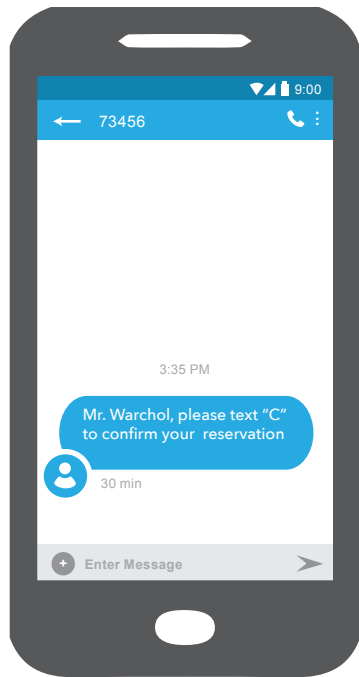 9:00
73456
3:35 PM
Mr. Warchol, please text “C”
to confirm your reservation
30 min
Enter Message